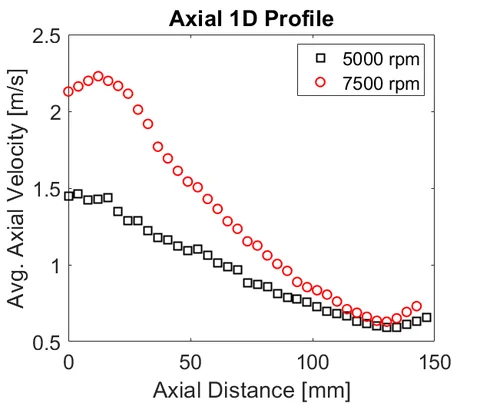 Axial 1D Profile
2.5
2
1.5
1
0.5
Avg. Axial Velocity [m/s]
5000 rpm
7500 rpm
0
50
100
150
Axial Distance [mm]